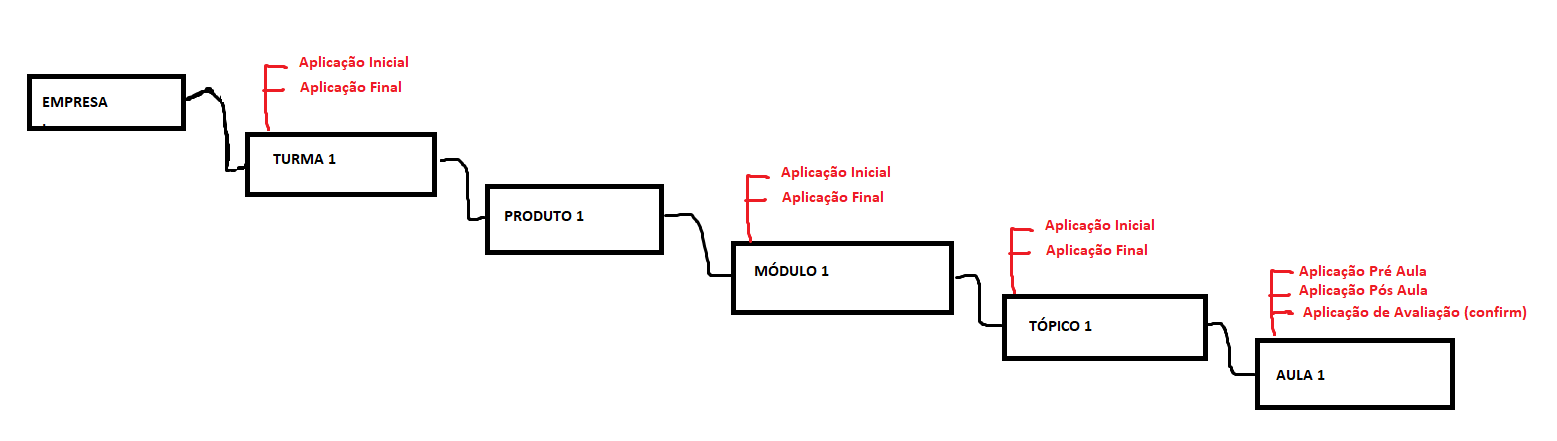 Aplicação Inicial
Aplicação Final
EMPRESA
TURMA 1
Aplicação Inicial
Aplicação Final
PRODUTO 1
Aplicação Inicial
Aplicação Final
MÓDULO 1
Aplicação Pré Aula
Aplicação Pós Aula
Aplicação de Avaliação (confirm)
TÓPICO 1
AULA 1